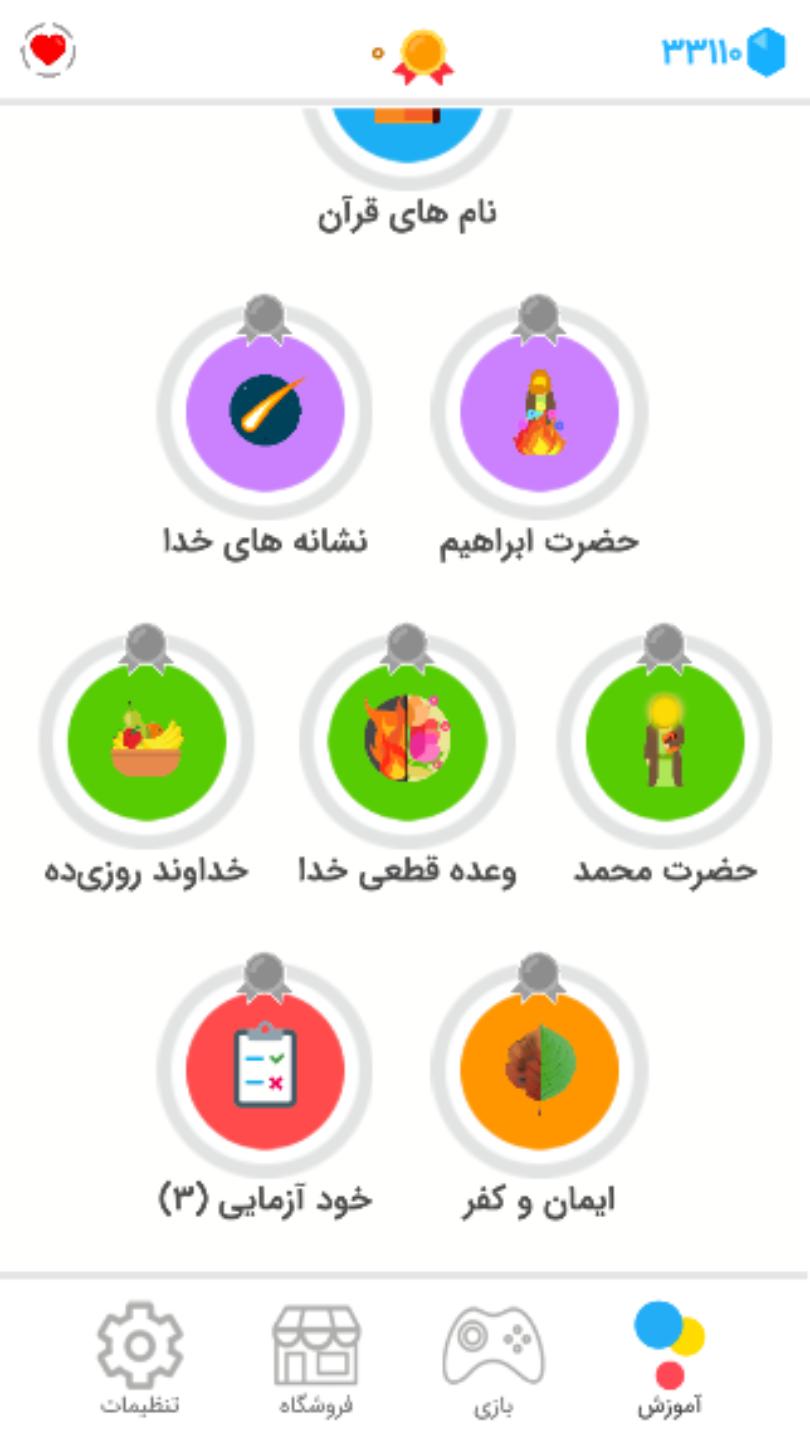 ۳۳۱۱۰
۰
نام های قرآن
حضرت ابراهیم
نشانه های خدا
حضرت محمد
وعده قطعی خدا
خداوند روزی‌ده
ایمان و کفر
خود آزمایی (۳)
آموزش
بازی
فروشگاه
تنظیمات